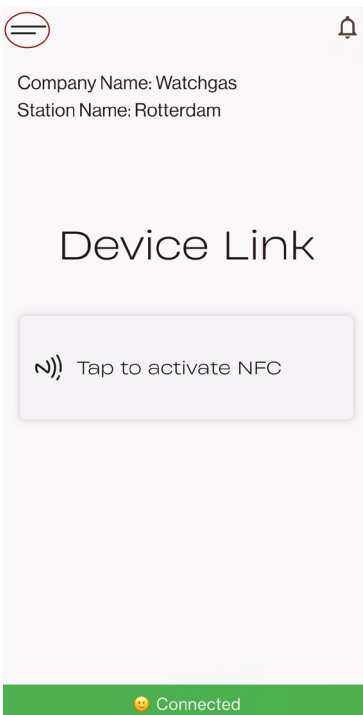 Company Name: Watchgas
Station Name: Rotterdam
Device Link
Tap to activate NFC
Connected